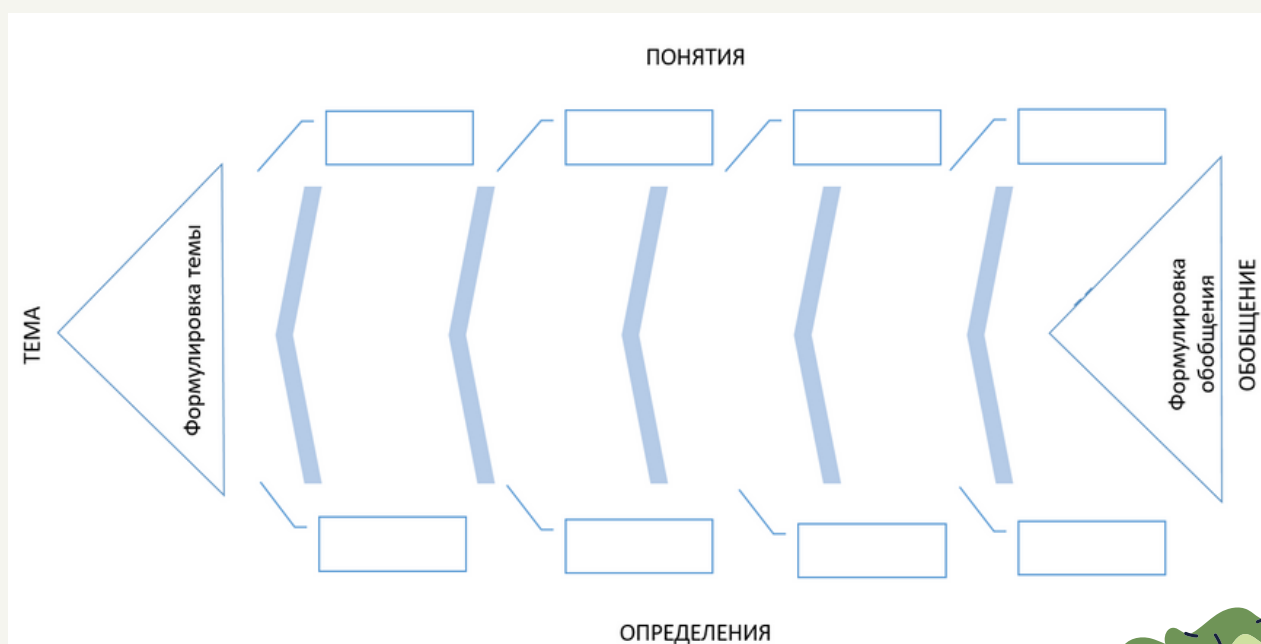 ПОНЯТИЯ
ТЕМА
Формулировка темы
Формулировка
обобщения
ОБОБЩЕНИЕ
ОПРЕДЕЛЕНИЯ